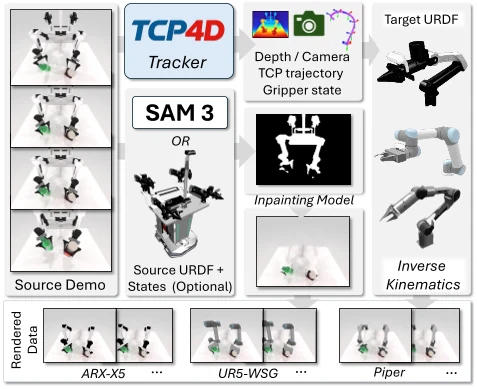 TCP4D
Tracker
Depth / Camera
TCP trajectory
Gripper state
Target URDF
SAM 3
OR
Source URDF +
States (Optional)
Inpainting Model
Source Demo
Inverse
Kinematics
Rendered
Data
ARX-X5
...
UR5-WSG
...
Piper
...